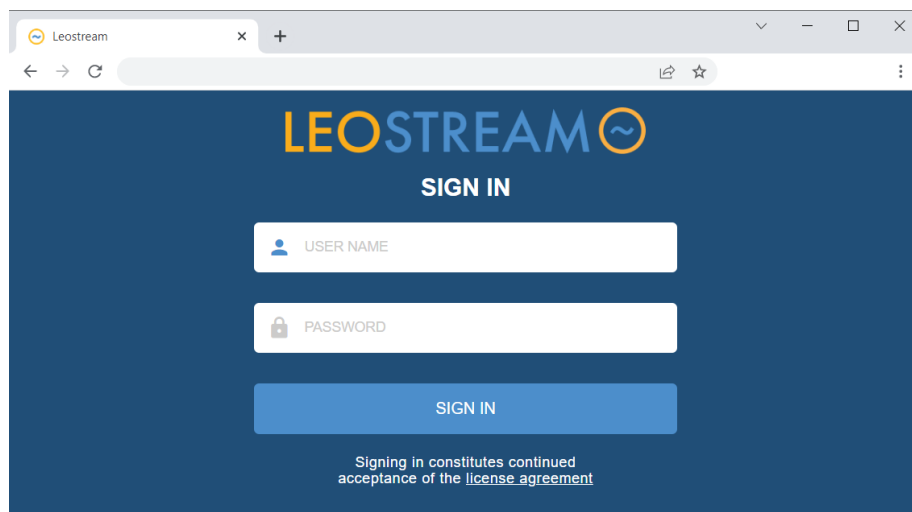 Leostream
LEOSTREAM
SIGN IN
USER NAME
PASSWORD
SIGN IN
Signing in constitutes continued
acceptance of the license agreement